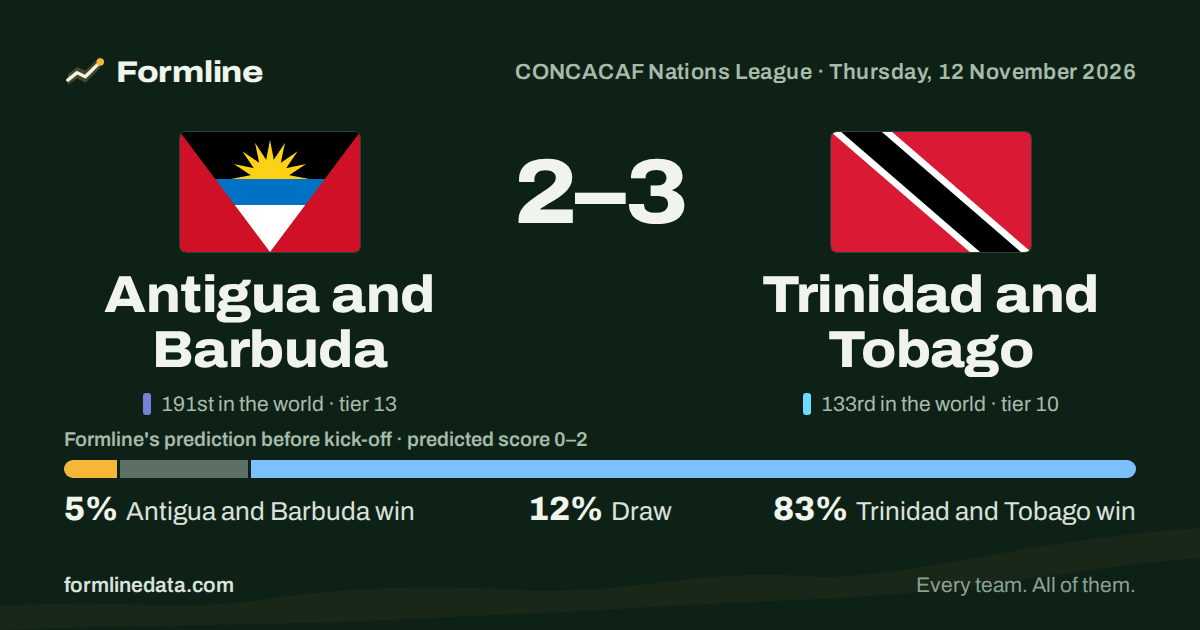 Formline
CONCACAF Nations League · Thursday, 12 November 2026
2–3
Antigua and
Barbuda
Trinidad and
Tobago
191st in the world · tier 13
133rd in the world · tier 10
Formline's prediction before kick-off · predicted score 0–2
5% Antigua and Barbuda win
12% Draw
83% Trinidad and Tobago win
formlinedata.com
Every team. All of them.